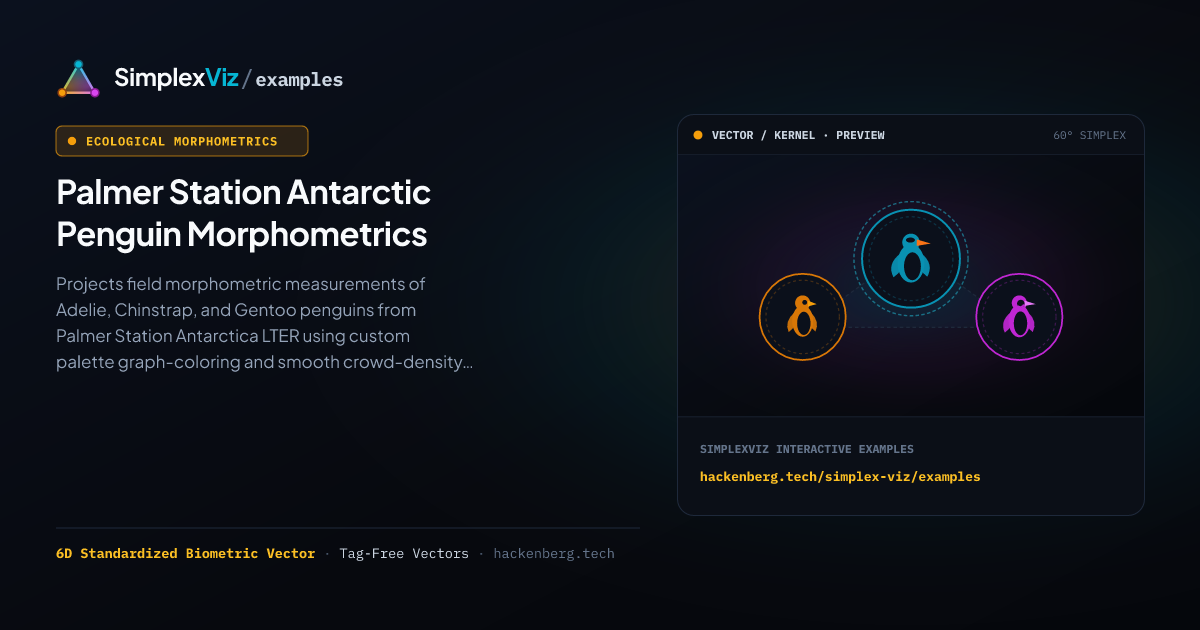 SimplexViz/examples
ECOLOGICAL MORPHOMETRICS
Palmer Station Antarctic
Penguin Morphometrics
Projects field morphometric measurements of
Adelie, Chinstrap, and Gentoo penguins from
Palmer Station Antarctica LTER using custom
palette graph-coloring and smooth crowd-density...
6D Standardized Biometric Vector · Tag-Free Vectors · hackenberg.tech
VECTOR / KERNEL · PREVIEW
60° SIMPLEX
SIMPLEXVIZ INTERACTIVE EXAMPLES
hackenberg.tech/simplex-viz/examples